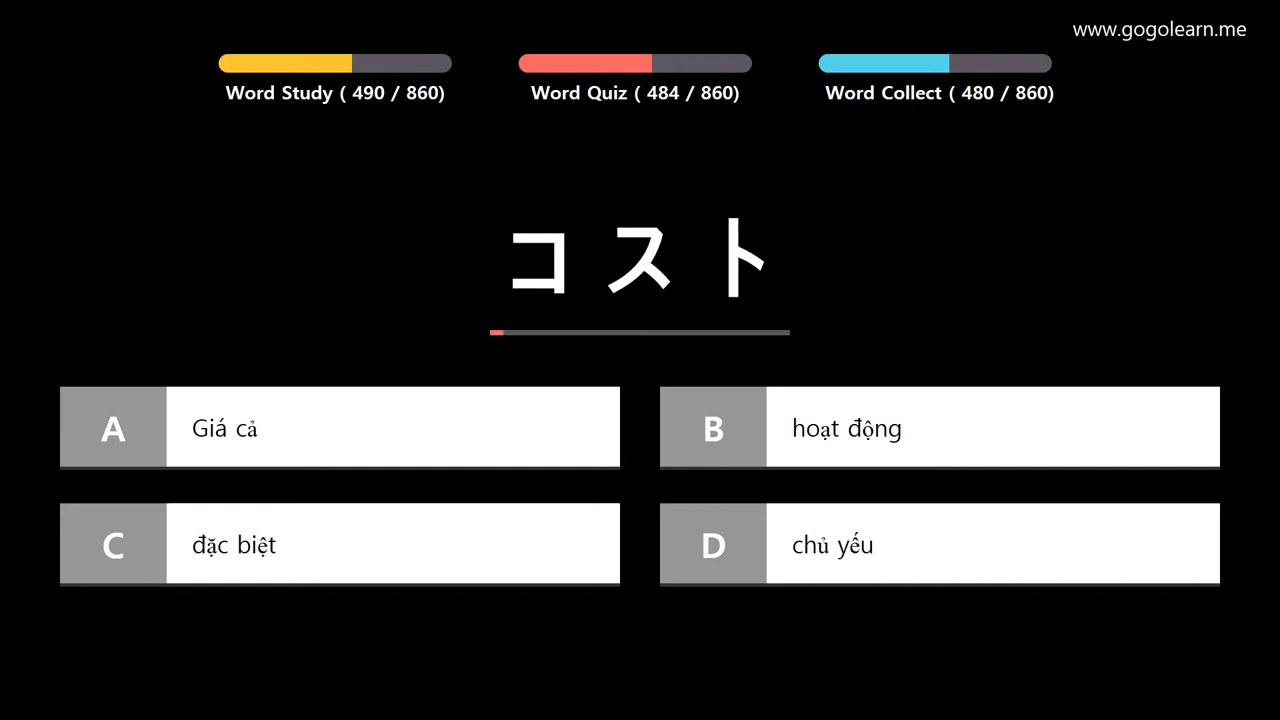 www.gogolearn.me
Word Study ( 490 / 860)
Word Quiz ( 484 / 860)
Word Collect ( 480 / 860)
コスト
A
Giá cả
B
hoạt động
C
đặc biệt
D
chủ yếu